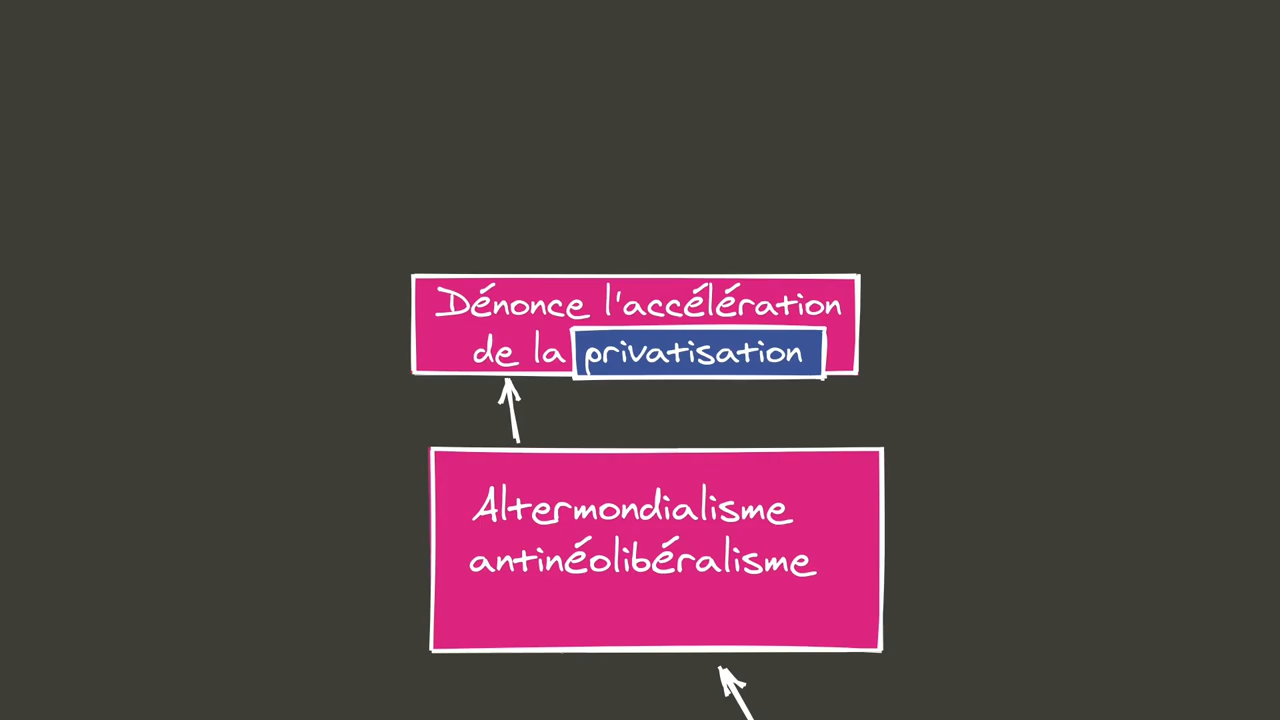 Dénonce l'accélération
de la privatisation
Altermondialisme
antinéolibéralisme